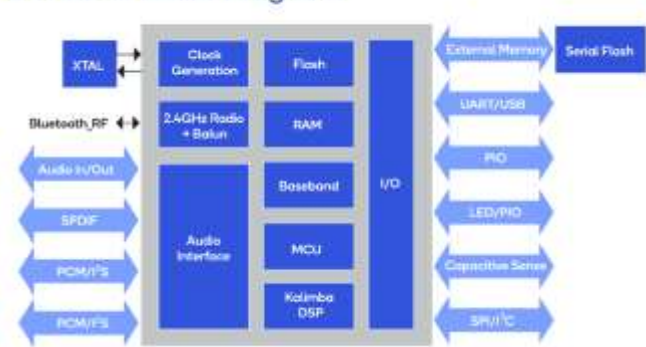 XTAL
Bluetooth_RF
Audio In/Out
SPDIF
PCM/I²S
PCM/I²S
Clock
Generation
2.4GHz Radio
+ Balun
Audio
Interface
Flash
RAM
Baseband
MCU
Kalimba
DSP
I/O
External Memory
UART/USB
PIO
LED/PIO
Capacitive Sense
SPI/I²C
Serial Flash